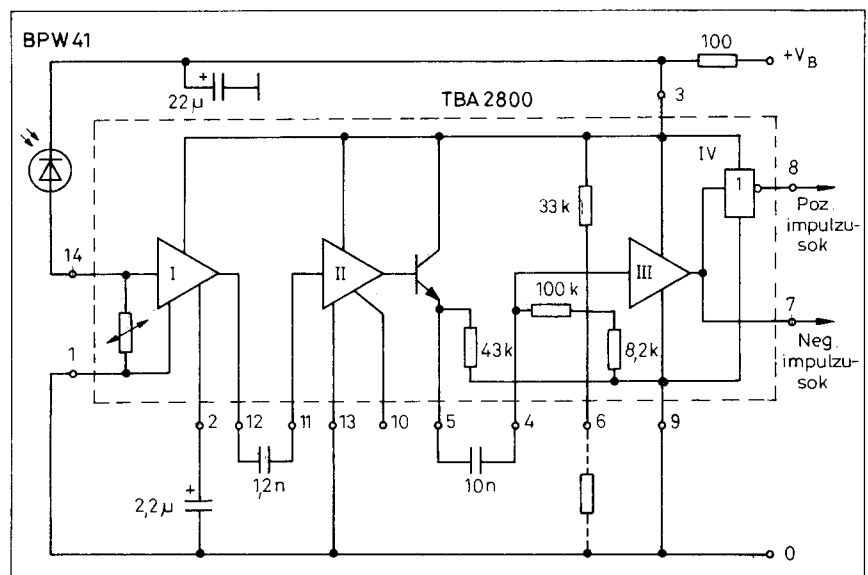 BPW41
100
+V_B
22µ
+
TBA 2800
3
IV
8
1
33k
Poz.
impulzu-
sok
14
I
II
III
100k
7
1
43k
8,2k
Neg.
impulzu-
sok
2
12
11
13
10
5
4
6
9
1,2n
10n
2,2µ
+
0